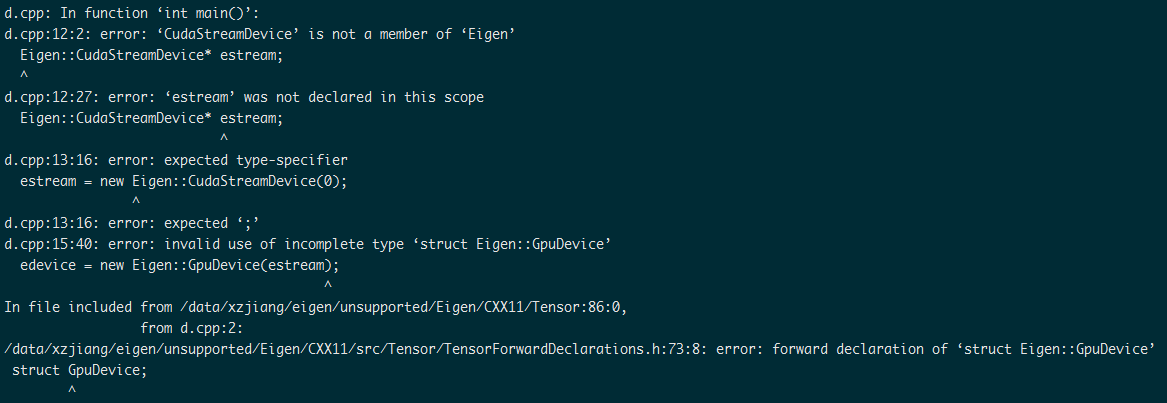 d.cpp: In function ‘int main()’:
d.cpp:12:2: error: ‘CudaStreamDevice’ is not a member of ‘Eigen’
  Eigen::CudaStreamDevice* estream;
  ^
d.cpp:12:27: error: ‘estream’ was not declared in this scope
  Eigen::CudaStreamDevice* estream;
                           ^
d.cpp:13:16: error: expected type-specifier
  estream = new Eigen::CudaStreamDevice(0);
                ^
d.cpp:13:16: error: expected ‘;’
d.cpp:15:40: error: invalid use of incomplete type ‘struct Eigen::GpuDevice’
  edevice = new Eigen::GpuDevice(estream);
                                        ^
In file included from /data/xzjiang/eigen/unsupported/Eigen/CXX11/Tensor:86:0,
                 from d.cpp:2:
/data/xzjiang/eigen/unsupported/Eigen/CXX11/src/Tensor/TensorForwardDeclarations.h:73:8: error: forward declaration of ‘struct Eigen::GpuDevice’
 struct GpuDevice;
        ^